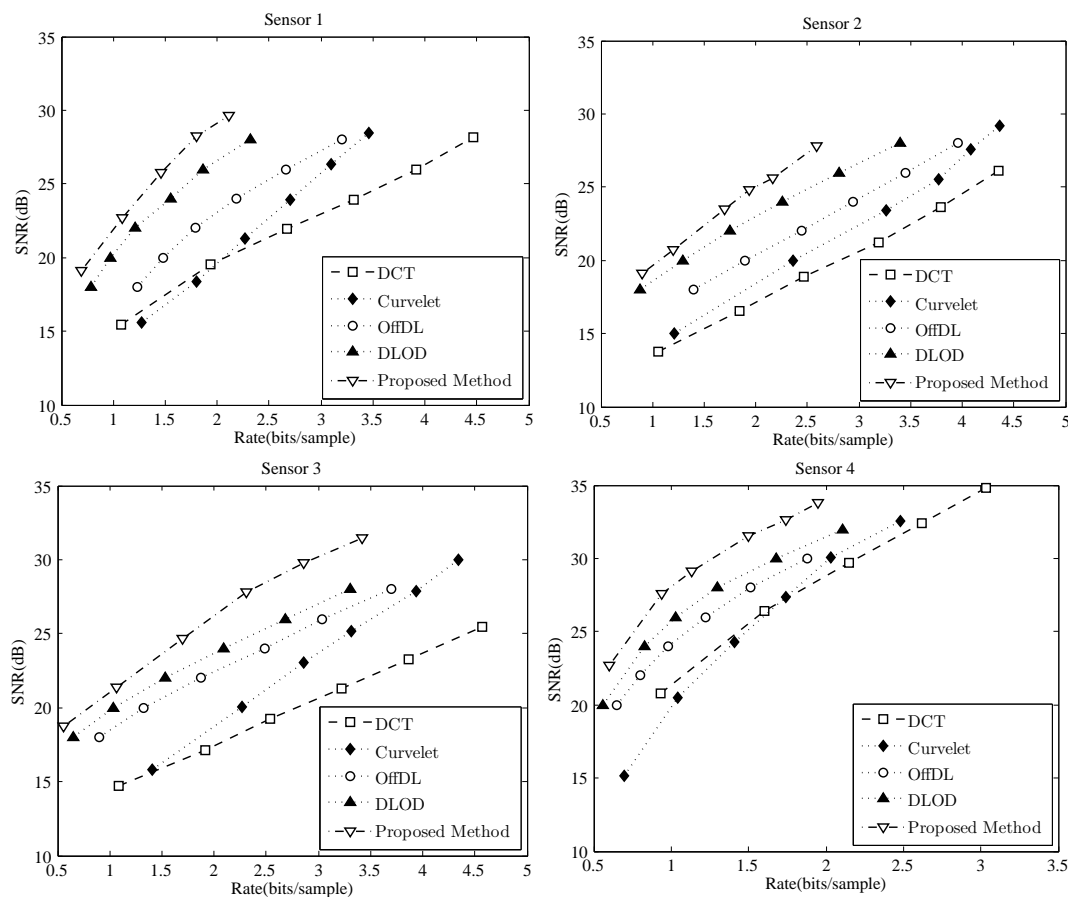 Sensor 1
35
30
25
20
15
10
SNR(dB)
0.5 1 1.5 2 2.5 3 3.5 4 4.5 5
Rate(bits/sample)
DCT
Curvelet
OffDL
DLOD
Proposed Method
Sensor 2
35
30
25
20
15
10
SNR(dB)
0.5 1 1.5 2 2.5 3 3.5 4 4.5 5
Rate(bits/sample)
DCT
Curvelet
OffDL
DLOD
Proposed Method
Sensor 3
35
30
25
20
15
10
SNR(dB)
0.5 1 1.5 2 2.5 3 3.5 4 4.5 5
Rate(bits/sample)
DCT
Curvelet
OffDL
DLOD
Proposed Method
Sensor 4
35
30
25
20
15
10
SNR(dB)
0.5 1 1.5 2 2.5 3 3.5
Rate(bits/sample)
DCT
Curvelet
OffDL
DLOD
Proposed Method